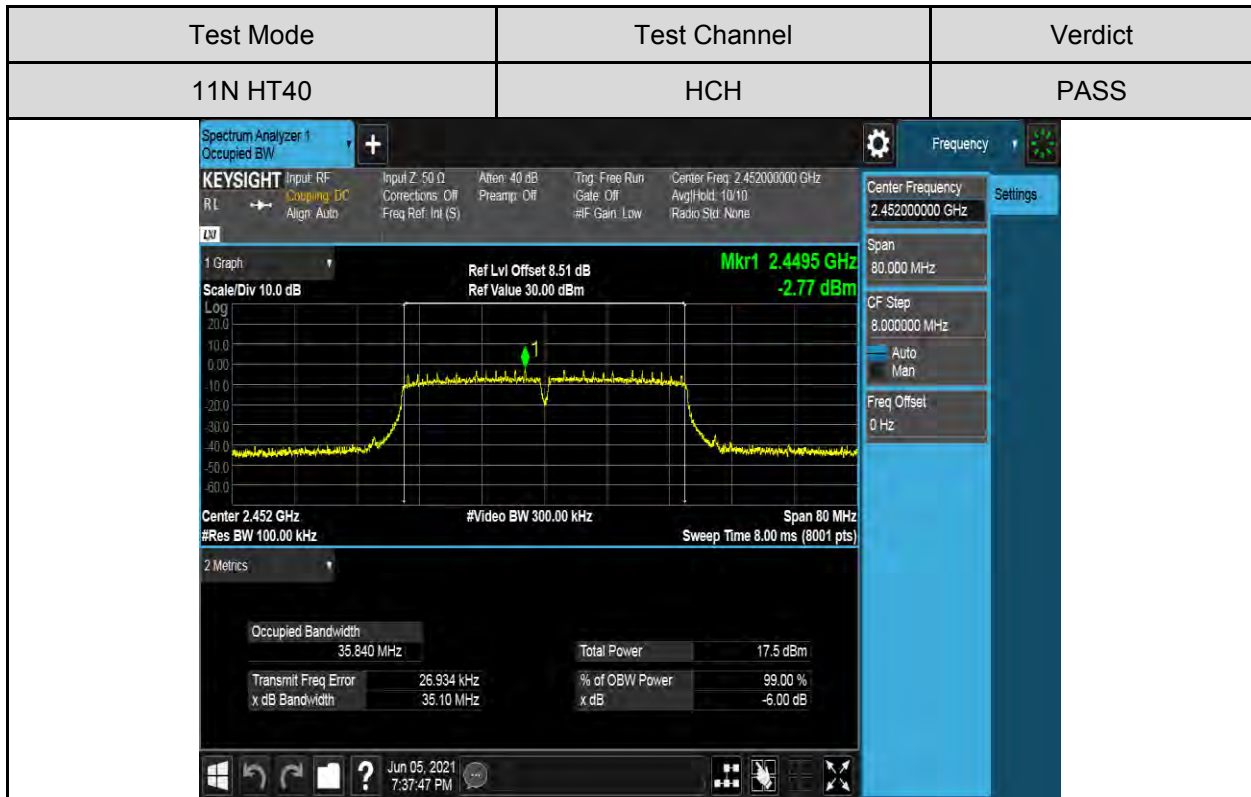 Test Mode Test Channel Verdict
11N HT40 HCH PASS
Spectrum Analyzer 1
Occupied BW
+
Frequency
KEYSIGHT Input: RF Input Z: 50 Ω Atten: 40 dB Trig: Free Run Center Freq: 2.452000000 GHz
RL Coupling: DC Corrections: Off Preamp: Off Gate: Off Avg|Hold: 10/10
Align: Auto Freq Ref: Int (S) #IF Gain: Low Radio Std: None
LXI
Center Frequency
2.452000000 GHz
Settings
Span
80.000 MHz
CF Step
8.000000 MHz
Auto
Man
Freq Offset
0 Hz
1 Graph
Scale/Div 10.0 dB
Ref Lvl Offset 8.51 dB
Ref Value 30.00 dBm
Mkr1 2.4495 GHz
-2.77 dBm
Log
20.0
10.0
0.00
-10.0
-20.0
-30.0
-40.0
-50.0
-60.0
1
Center 2.452 GHz #Video BW 300.00 kHz Span 80 MHz
#Res BW 100.00 kHz Sweep Time 8.00 ms (8001 pts)
2 Metrics
Occupied Bandwidth
35.840 MHz
Total Power 17.5 dBm
Transmit Freq Error 26.934 kHz % of OBW Power 99.00 %
x dB Bandwidth 35.10 MHz x dB -6.00 dB
?
Jun 05, 2021
7:37:47 PM